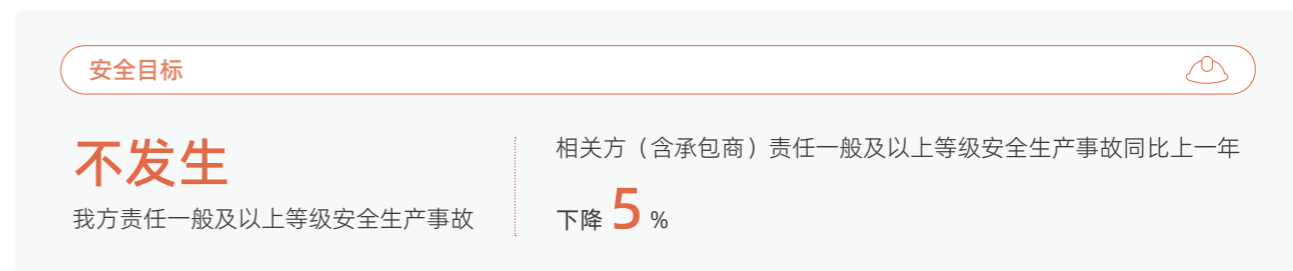 安全目标
不发生
我方责任一般及以上等级安全生产事故
相关方（含承包商）责任一般及以上等级安全生产事故同比上一年
下降 5 %